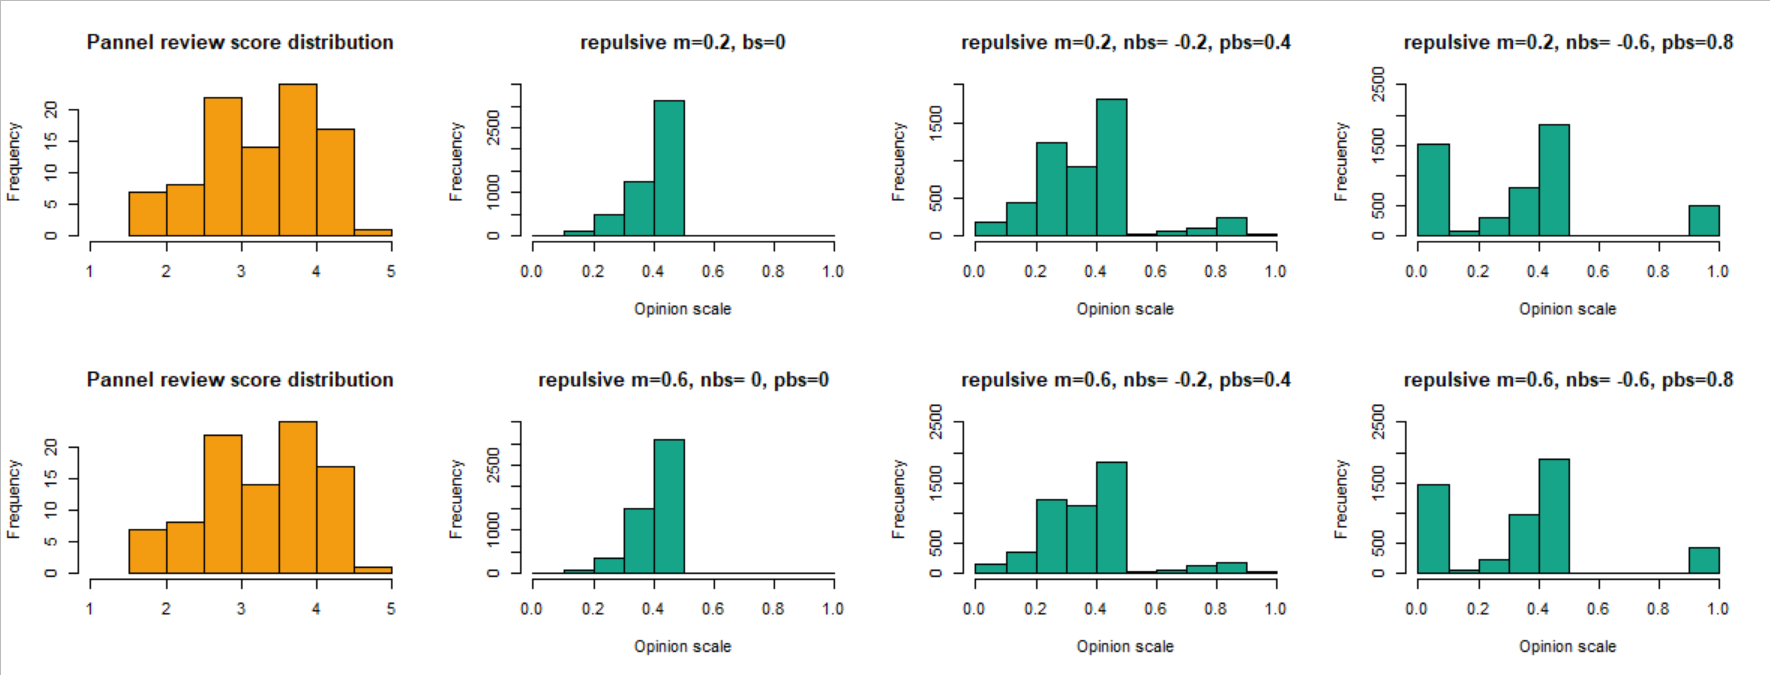 Pannel review score distribution
Frequency
0 5 10 15 20
1 2 3 4 5
repulsive m=0.2, bs=0
Frecuency
0 1000 2500
0.0 0.2 0.4 0.6 0.8 1.0
Opinion scale
repulsive m=0.2, nbs= -0.2, pbs=0.4
Frecuency
0 500 1500
0.0 0.2 0.4 0.6 0.8 1.0
Opinion scale
repulsive m=0.2, nbs= -0.6, pbs=0.8
Frecuency
0 500 1500 2500
0.0 0.2 0.4 0.6 0.8 1.0
Opinion scale
Pannel review score distribution
Frequency
0 5 10 15 20
1 2 3 4 5
repulsive m=0.6, nbs= 0, pbs=0
Frecuency
0 1000 2500
0.0 0.2 0.4 0.6 0.8 1.0
Opinion scale
repulsive m=0.6, nbs= -0.2, pbs=0.4
Frecuency
0 500 1500 2500
0.0 0.2 0.4 0.6 0.8 1.0
Opinion scale
repulsive m=0.6, nbs= -0.6, pbs=0.8
Frecuency
0 500 1500 2500
0.0 0.2 0.4 0.6 0.8 1.0
Opinion scale